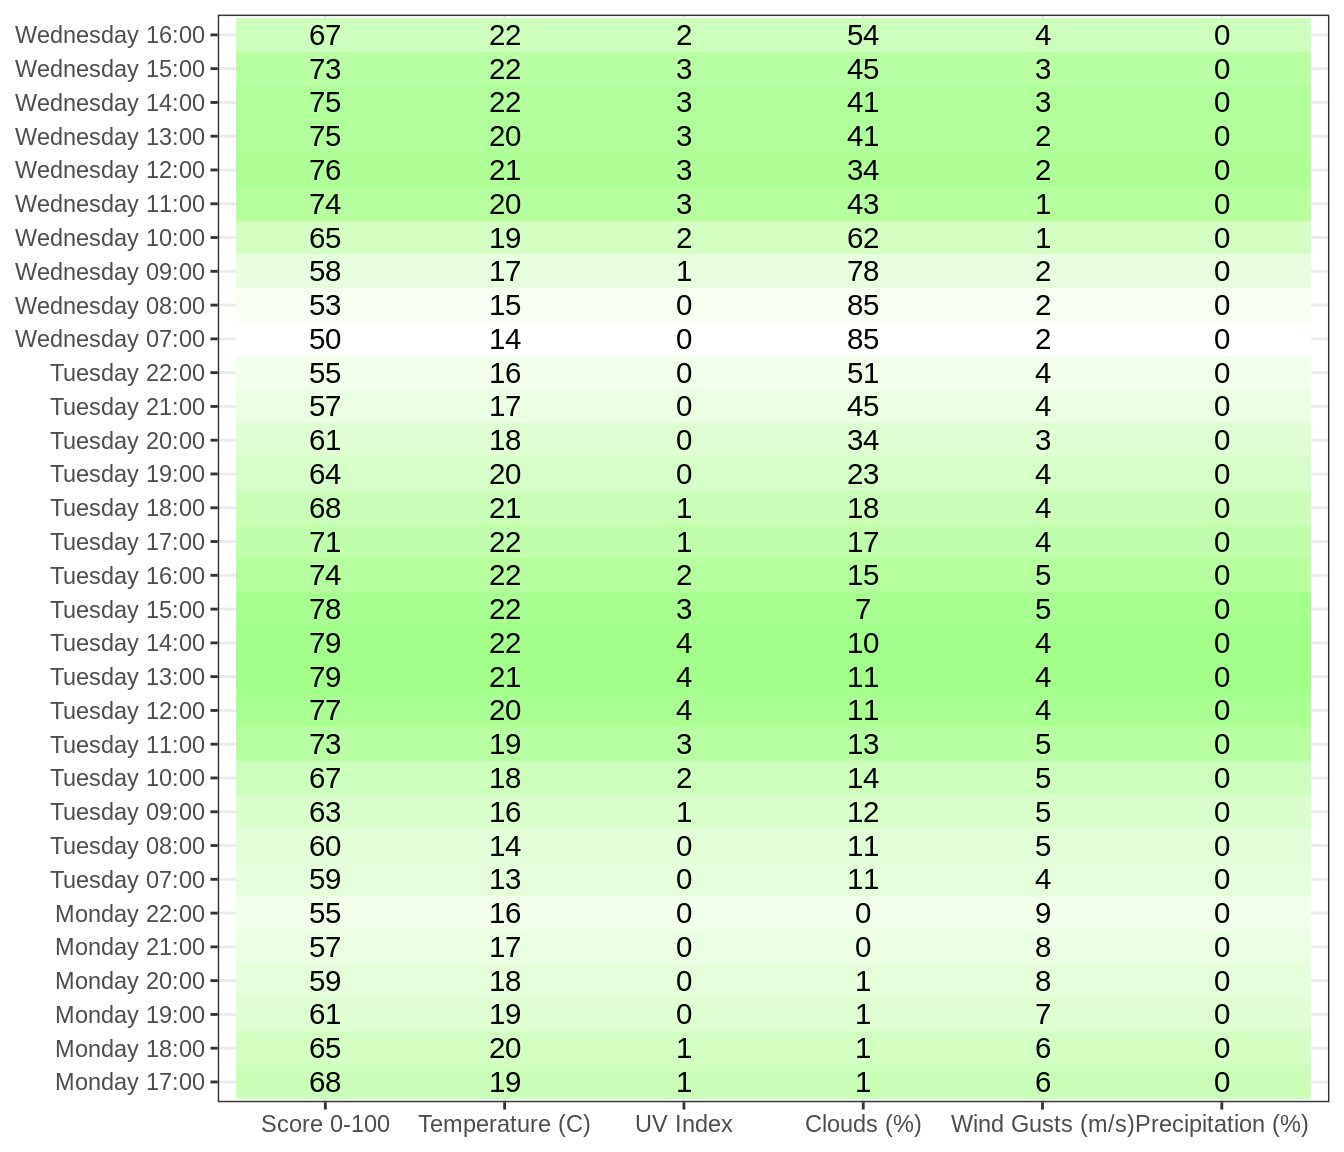 Wednesday 16:00 67 22 2 54 4 0
Wednesday 15:00 73 22 3 45 3 0
Wednesday 14:00 75 22 3 41 3 0
Wednesday 13:00 75 20 3 41 2 0
Wednesday 12:00 76 21 3 34 2 0
Wednesday 11:00 74 20 3 43 1 0
Wednesday 10:00 65 19 2 62 1 0
Wednesday 09:00 58 17 1 78 2 0
Wednesday 08:00 53 15 0 85 2 0
Wednesday 07:00 50 14 0 85 2 0
Tuesday 22:00 55 16 0 51 4 0
Tuesday 21:00 57 17 0 45 4 0
Tuesday 20:00 61 18 0 34 3 0
Tuesday 19:00 64 20 0 23 4 0
Tuesday 18:00 68 21 1 18 4 0
Tuesday 17:00 71 22 1 17 4 0
Tuesday 16:00 74 22 2 15 5 0
Tuesday 15:00 78 22 3 7 5 0
Tuesday 14:00 79 22 4 10 4 0
Tuesday 13:00 79 21 4 11 4 0
Tuesday 12:00 77 20 4 11 4 0
Tuesday 11:00 73 19 3 13 5 0
Tuesday 10:00 67 18 2 14 5 0
Tuesday 09:00 63 16 1 12 5 0
Tuesday 08:00 60 14 0 11 5 0
Tuesday 07:00 59 13 0 11 4 0
Monday 22:00 55 16 0 0 9 0
Monday 21:00 57 17 0 0 8 0
Monday 20:00 59 18 0 1 8 0
Monday 19:00 61 19 0 1 7 0
Monday 18:00 65 20 1 1 6 0
Monday 17:00 68 19 1 1 6 0
Score 0-100 Temperature (C) UV Index Clouds (%) Wind Gusts (m/s) Precipitation (%)